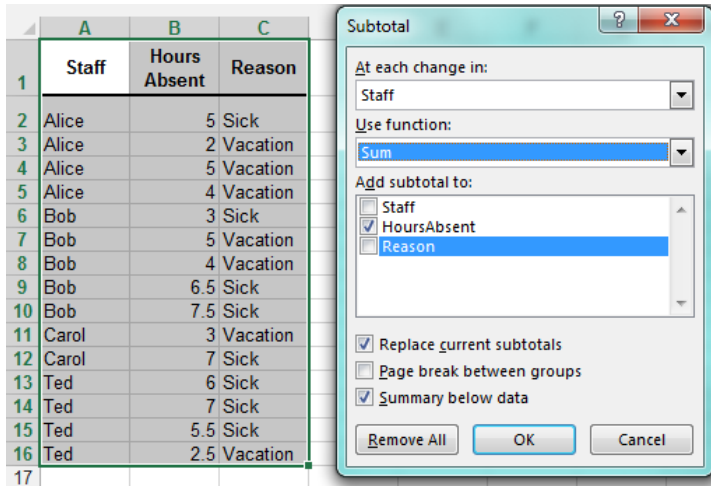 A B C
1 Staff Hours Absent Reason
2 Alice 5 Sick
3 Alice 2 Vacation
4 Alice 5 Vacation
5 Alice 4 Vacation
6 Bob 3 Sick
7 Bob 5 Vacation
8 Bob 4 Vacation
9 Bob 6.5 Sick
10 Bob 7.5 Sick
11 Carol 3 Vacation
12 Carol 7 Sick
13 Ted 6 Sick
14 Ted 7 Sick
15 Ted 5.5 Sick
16 Ted 2.5 Vacation
17
Subtotal ?
At each change in:
Staff
Use function:
Sum
Add subtotal to:
Staff
HoursAbsent
Reason
Replace current subtotals
Page break between groups
Summary below data
Remove All OK Cancel